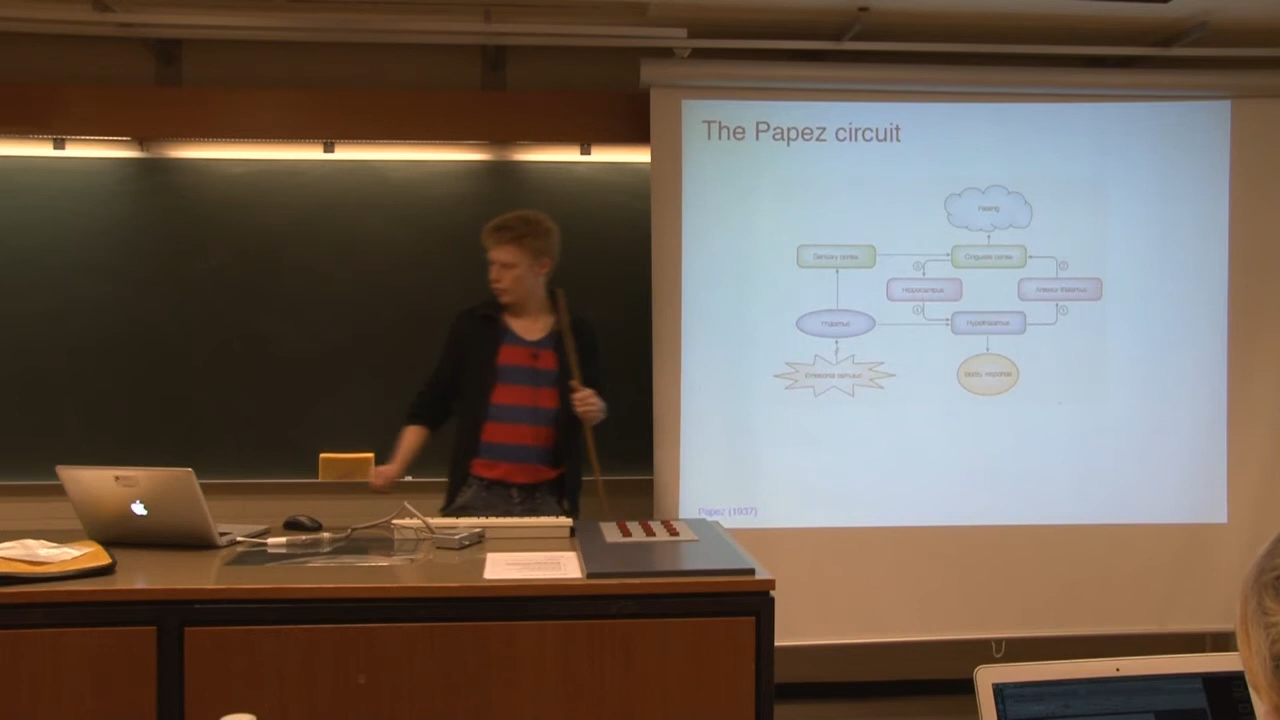 The Papez circuit
Feeling
Sensory cortex
Cingulate cortex
Hippocampus
Anterior thalamus
Thalamus
Hypothalamus
Emotional stimulus
Bodily response
Papez (1937)